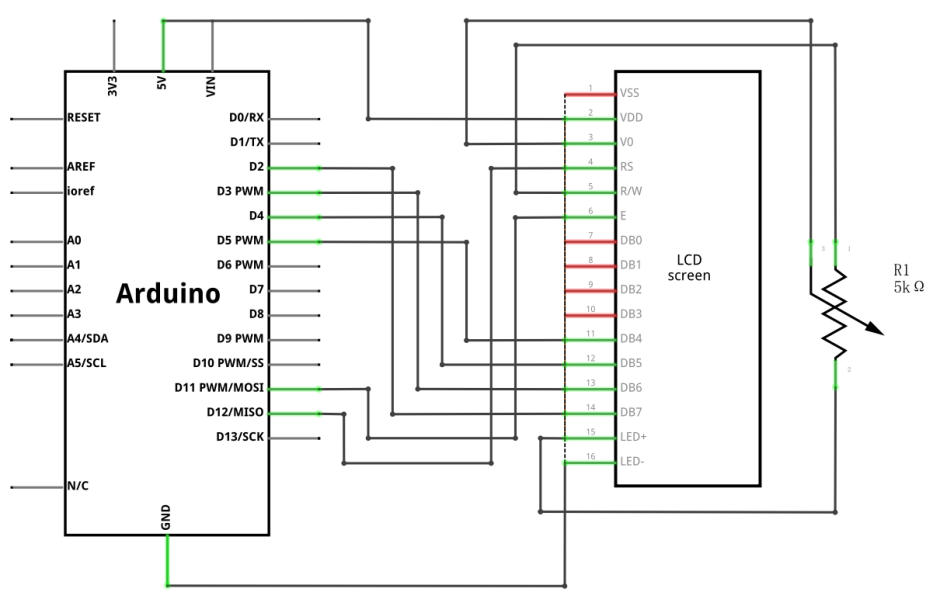 3V3
5V
VIN
RESET
AREF
ioref
A0
A1
A2
A3
A4/SDA
A5/SCL
N/C
D0/RX
D1/TX
D2
D3 PWM
D4
D5 PWM
D6 PWM
D7
D8
D9 PWM
D10 PWM/SS
D11 PWM/MOSI
D12/MISO
D13/SCK
Arduino
GND
1 VSS
2 VDD
3 V0
4 RS
5 R/W
6 E
7 DB0
8 DB1
9 DB2
10 DB3
11 DB4
12 DB5
13 DB6
14 DB7
15 LED+
16 LED-
LCD
screen
3
1
2
R1
5k Ω